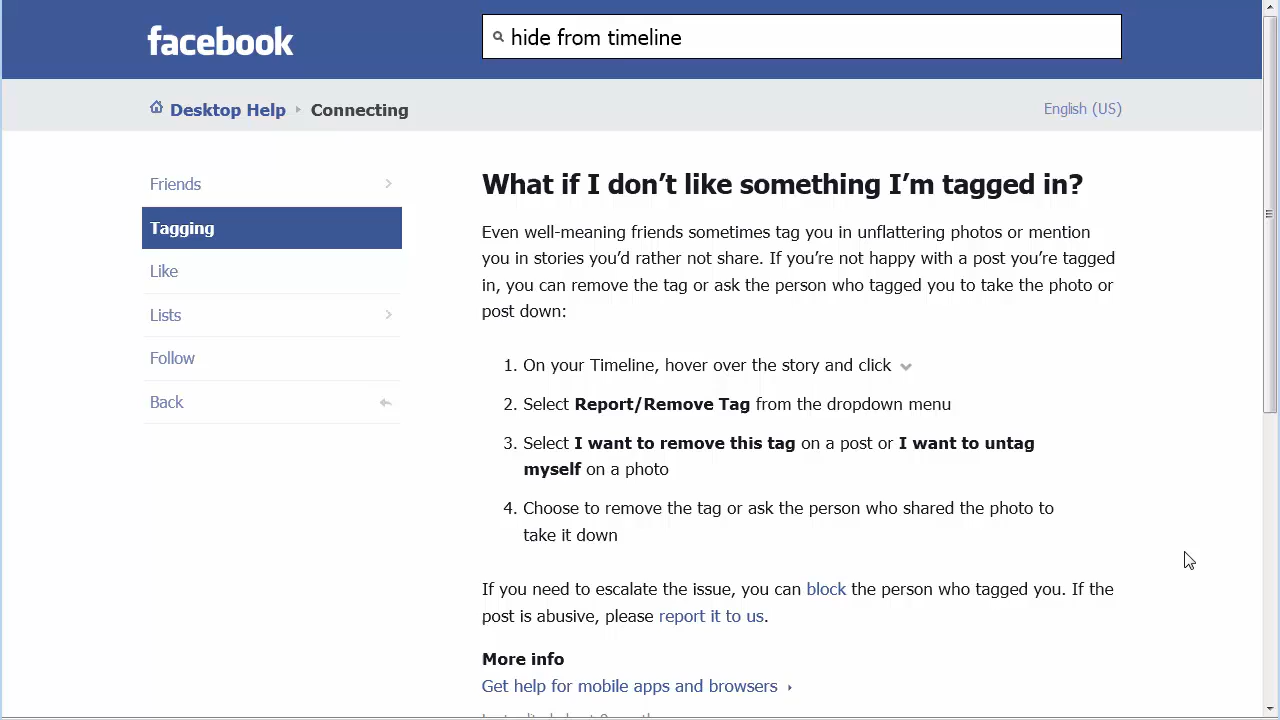 facebook
hide from timeline
Desktop Help
Connecting
English (US)
Friends
Tagging
Like
Lists
Follow
Back
What if I don’t like something I’m tagged in?
Even well-meaning friends sometimes tag you in unflattering photos or mention
you in stories you’d rather not share. If you’re not happy with a post you’re tagged
in, you can remove the tag or ask the person who tagged you to take the photo or
post down:
1. On your Timeline, hover over the story and click
2. Select Report/Remove Tag from the dropdown menu
3. Select I want to remove this tag on a post or I want to untag
myself on a photo
4. Choose to remove the tag or ask the person who shared the photo to
take it down
If you need to escalate the issue, you can block the person who tagged you. If the
post is abusive, please report it to us.
More info
Get help for mobile apps and browsers